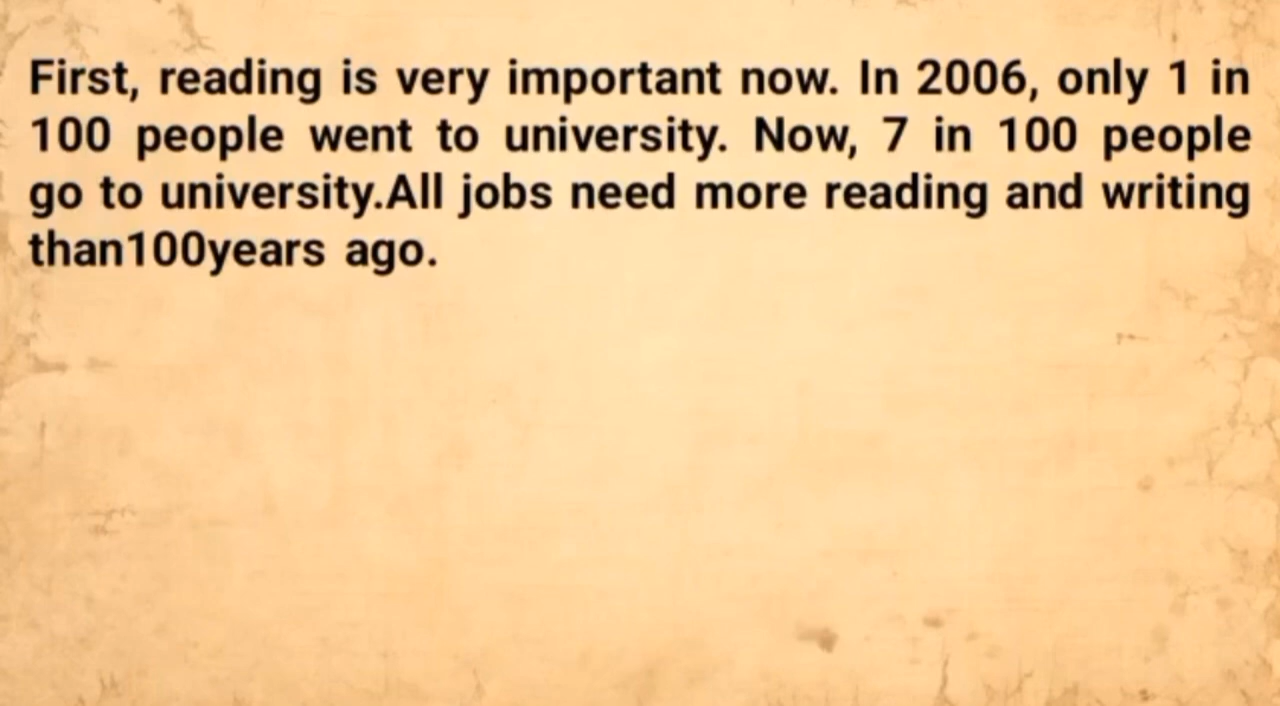 First, reading is very important now. In 2006, only 1 in
100 people went to university. Now, 7 in 100 people
go to university.All jobs need more reading and writing
than100years ago.